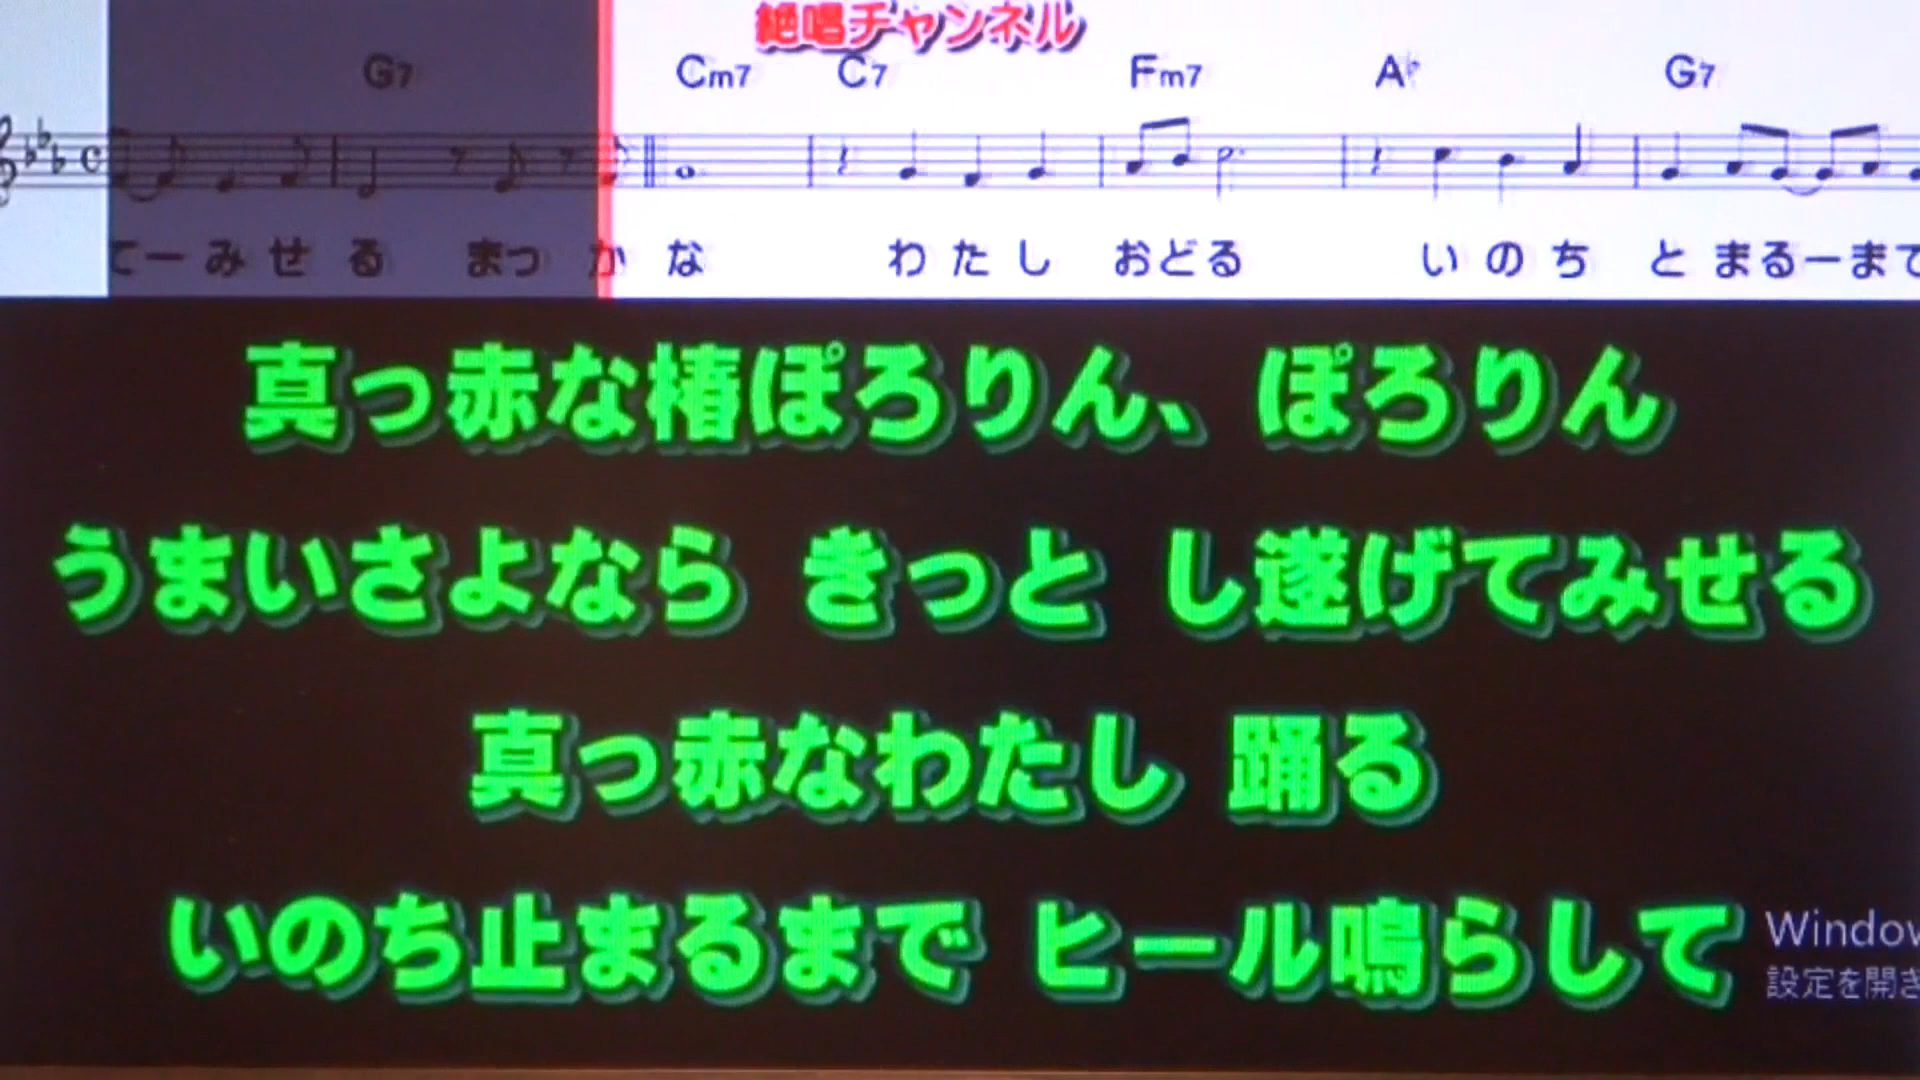 絶唱チャンネル
G7 Cm7 C7 Fm7 A♭ G7
てーみせる まっかな わたし おどる いのち とまるーまで
真っ赤な椿ぽろりん、ぽろりん
うまいさよなら きっと し遂げてみせる
真っ赤なわたし 踊る
いのち止まるまで ヒール鳴らして
Window
設定を開き